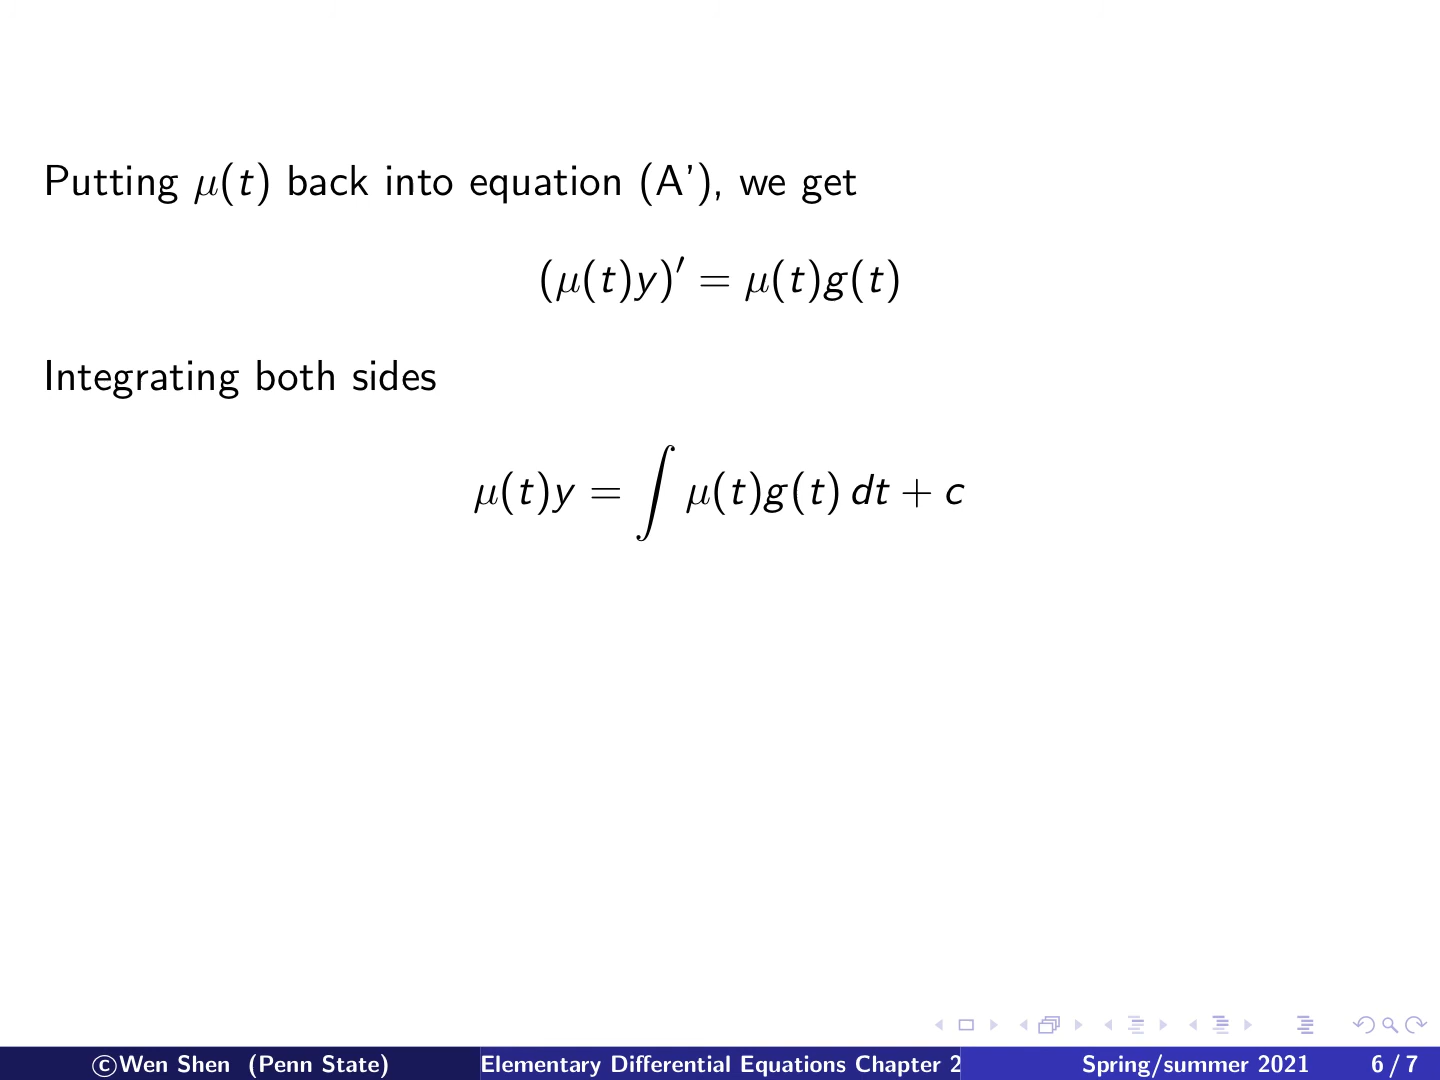 Putting μ(t) back into equation (A’), we get
(μ(t)y)′ = μ(t)g(t)
Integrating both sides
μ(t)y = ∫ μ(t)g(t) dt + c
©Wen Shen (Penn State) Elementary Differential Equations Chapter 2 Spring/summer 2021 6 / 7